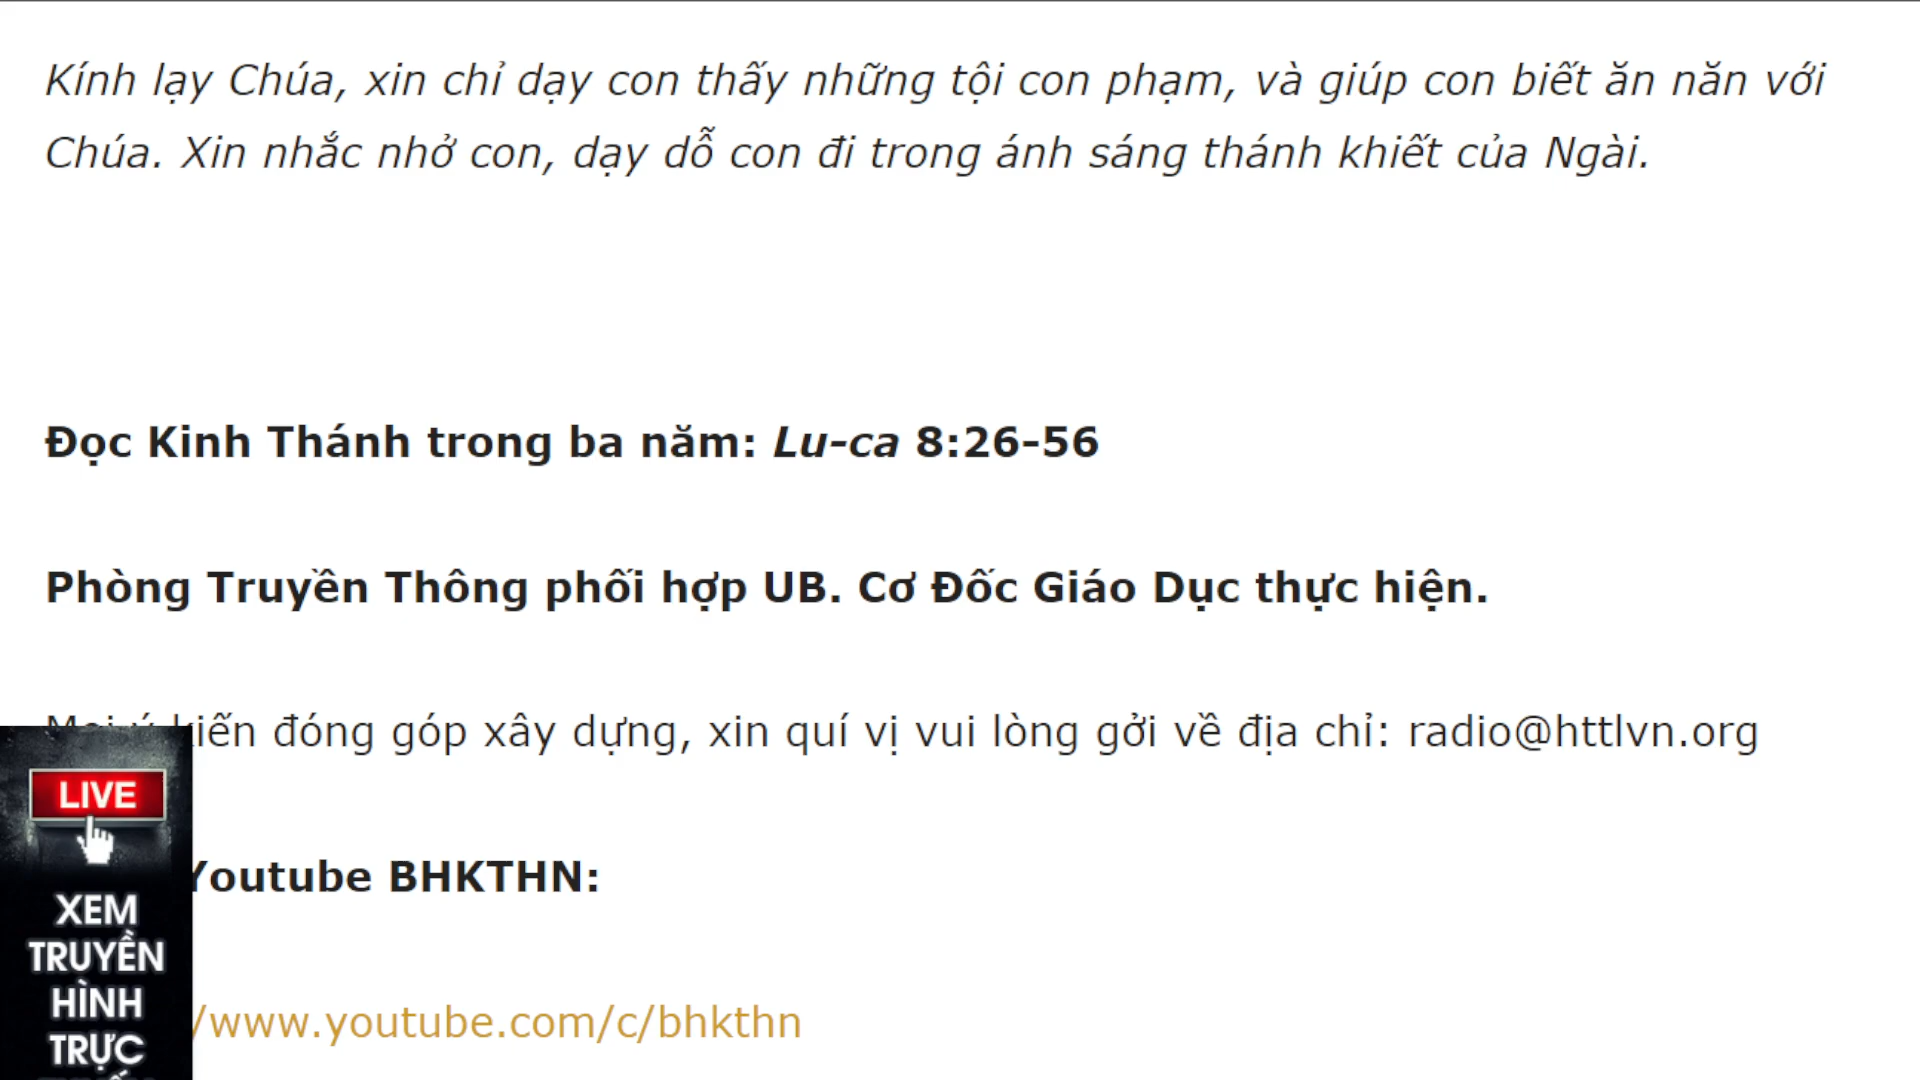 Kính lạy Chúa, xin chỉ dạy con thấy những tội con phạm, và giúp con biết ăn năn với
Chúa. Xin nhắc nhở con, dạy dỗ con đi trong ánh sáng thánh khiết của Ngài.
Đọc Kinh Thánh trong ba năm: Lu-ca 8:26-56
Phòng Truyền Thông phối hợp UB. Cơ Đốc Giáo Dục thực hiện.
kiến đóng góp xây dựng, xin quí vị vui lòng gởi về địa chỉ: radio@httlvn.org
Youtube BHKTHN:
/www.youtube.com/c/bhkthn
LIVE
XEM
TRUYỀN
HÌNH
TRỰC